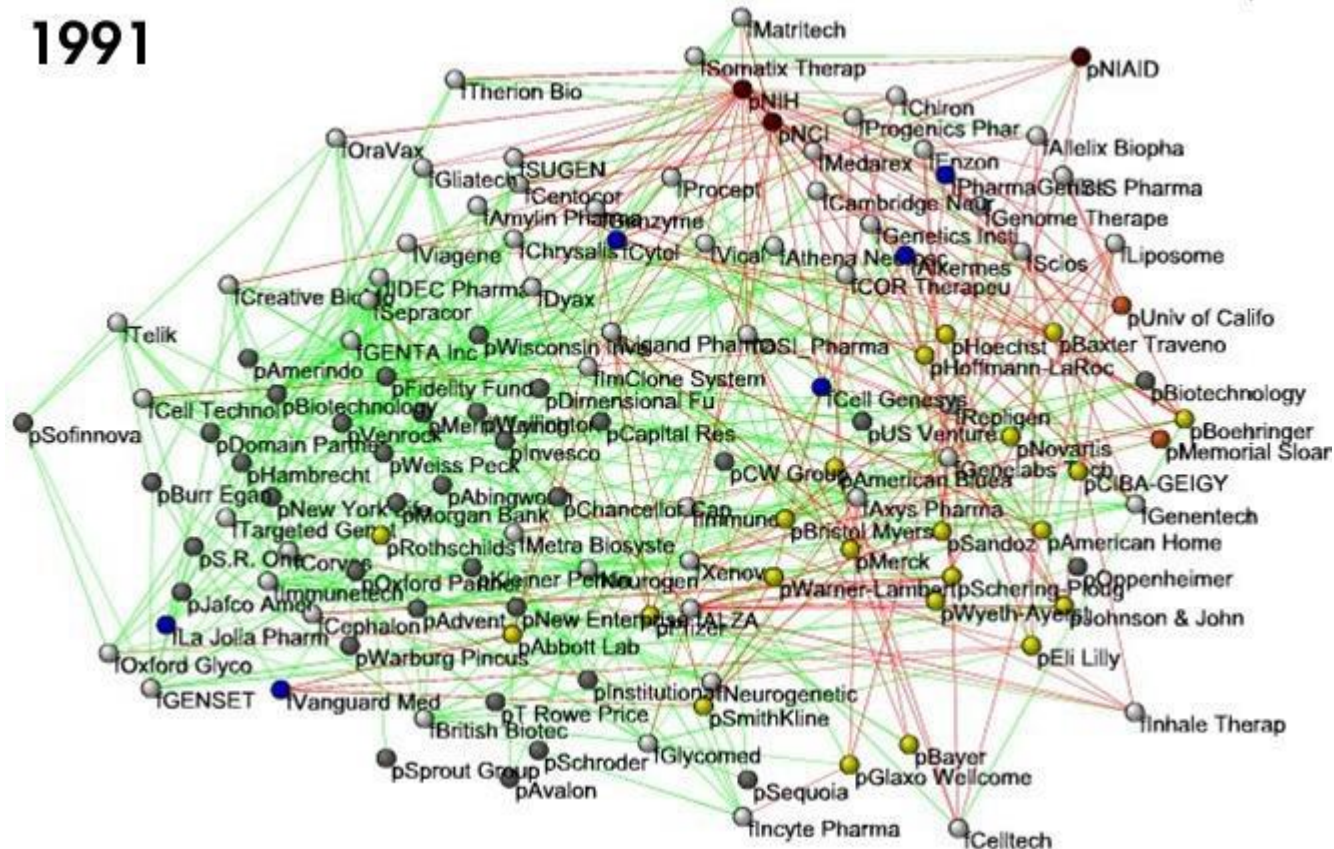 1991
fMatritech
fSomatix Therap
pNIAID
fTherion Bio
pNIH
fChiron
pNCI
fProgenics Phar
fOraVax
fMedarex
fEnzon
fAllelix Biopha
fSUGEN
fGliatech
fProcept
fCentocor
fCambridge Neur
Pharma
fAmylin Pharma
fGenzyme
fGenome Therape
fGenetics Insti
fViagene
fChrysalis
fCytol
fVical
fAthena
fAlkermes
fScios
fLiposome
fCOR Therapeu
fIDEC Pharma
fCreative
fDyax
fSepracor
pUniv of Califo
fTelik
pWisconsin
fLigand
fOSI_Pharma
pHoechst
pBaxter Traveno
fGENTA Inc
pHoffmann-LaRoc
pAmerindo
fImClone System
pFidelity Fund
pDimensional Fu
fCell Genesys
pBiotechnology
fCell Technol
pBiotechnology
fRepligen
pSofinnova
pVenrock
pCapital Res
pUS Venture
pNovartis
pBoehringer
pDomain Partne
pInvesco
pMemorial Sloan
pHambrecht
pWeiss Peck
pCW Group
pAmerican
fGenelabs
pCIBA-GEIGY
pBurr Egan
pAbingworth
pNew York
pMorgan Bank
pChancellor Cap
fImmune
fAxys Pharma
fGenentech
fTargeted Genet
pRothschilds
fMetra Biosyste
pBristol Myers
pSandoz
pAmerican Home
pS.R. One
fCorvas
pMerck
pOxford Partner
pKleiner
fNeurogen
fXenov
pWarner-Lambert
pSchering-Ploug
pOppenheimer
fImmunetech
pJafco Amer
fCephalon
pAdvent
pNew Enterprise
pPfizer
fALZA
pWyeth-Ayerst
pJohnson & John
fLa Jolla Pharm
pAbbott Lab
pWarburg Pincus
fOxford Glyco
pEli Lilly
fGENSET
fVanguard Med
pInstitutional
fNeurogenetic
pT Rowe Price
pSmithKline
fBritish Biotec
fInhale Therap
pSchroder
fGlycomed
pBayer
pSprout Group
pGlaxo Wellcome
pAvalon
pSequoia
fIncyte Pharma
fCelltech